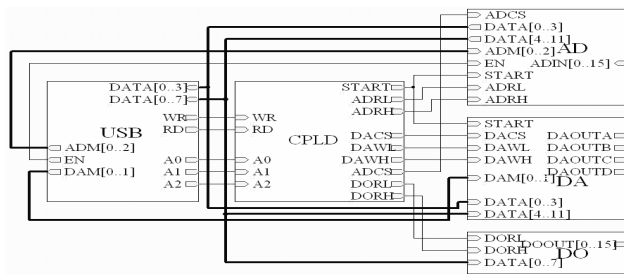 ADCS
DATA[0..3]
DATA[4..11]
ADM[0..2] AD
EN ADIN[0..15]
START
ADRL
ADRH
DATA[0..3]
DATA[0..7]
WR
USB RD
ADM[0..2]
EN A0
DAM[0..1] A1
A2
START
ADRL
ADRH
WR
RD CPLD
DACS
DAWL
DAWH
A0 ADCS
A1 DORL
A2 DORH
START
DACS DAOUTA
DAWL DAOUTB
DAWH DAOUTC
DAOUTD
DAM[0..1] DA
DATA[0..3]
DATA[4..11]
DORL
DORH DOOUT[0..15]
DATA[0..7] DO